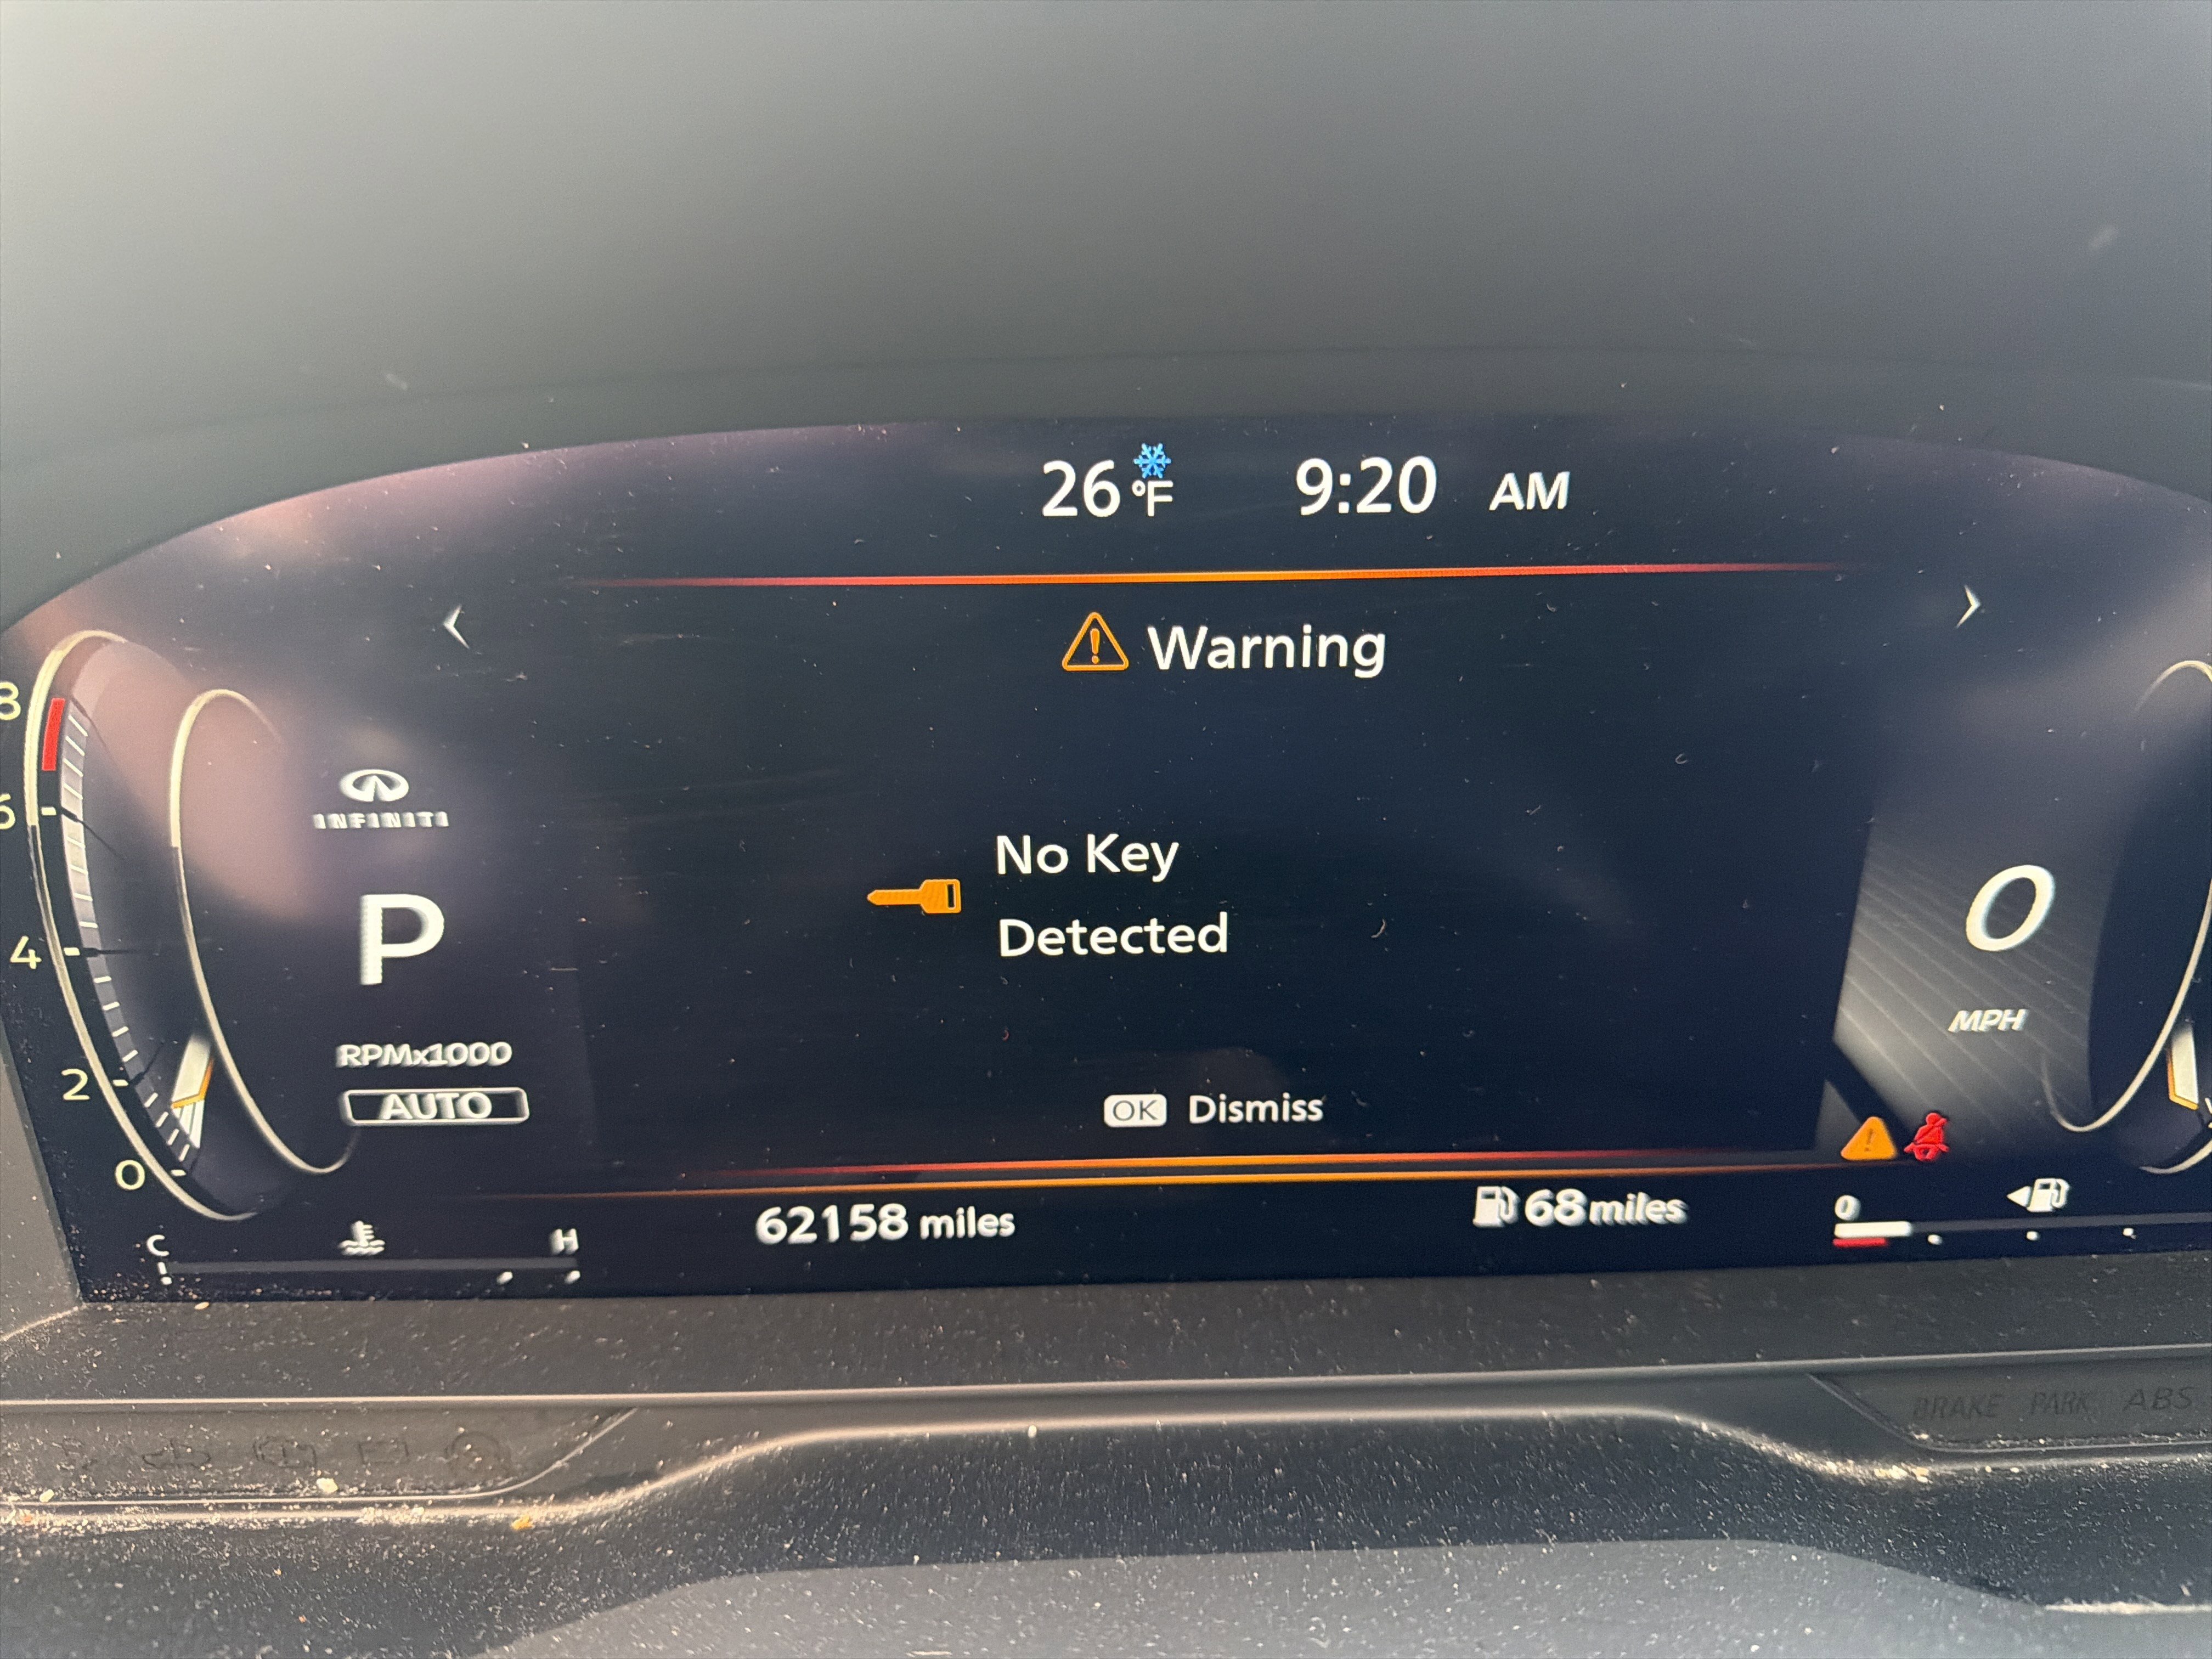 26 °F 9:20 AM
Warning
8
6
4
2
0
INFINITI
P
RPMx1000
AUTO
No Key
Detected
OK Dismiss
0
MPH
62158 miles
68 miles
0
C H
BRAKE PARK ABS